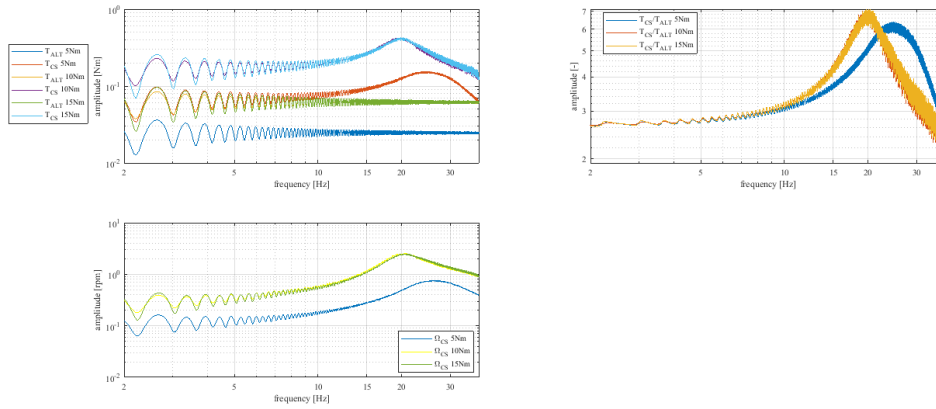 T_ALT 5Nm
T_CS 5Nm
T_ALT 10Nm
T_CS 10Nm
T_ALT 15Nm
T_CS 15Nm
10^0
10^-1
10^-2
amplitude [Nm]
2 5 10 15 20 30
frequency [Hz]
T_CS/T_ALT 5Nm
T_CS/T_ALT 10Nm
T_CS/T_ALT 15Nm
7
6
5
4
3
2
amplitude [-]
2 5 10 15 20 30
frequency [Hz]
10^1
10^0
10^-1
10^-2
amplitude [rpm]
Ω_CS 5Nm
Ω_CS 10Nm
Ω_CS 15Nm
2 5 10 15 20 30
frequency [Hz]